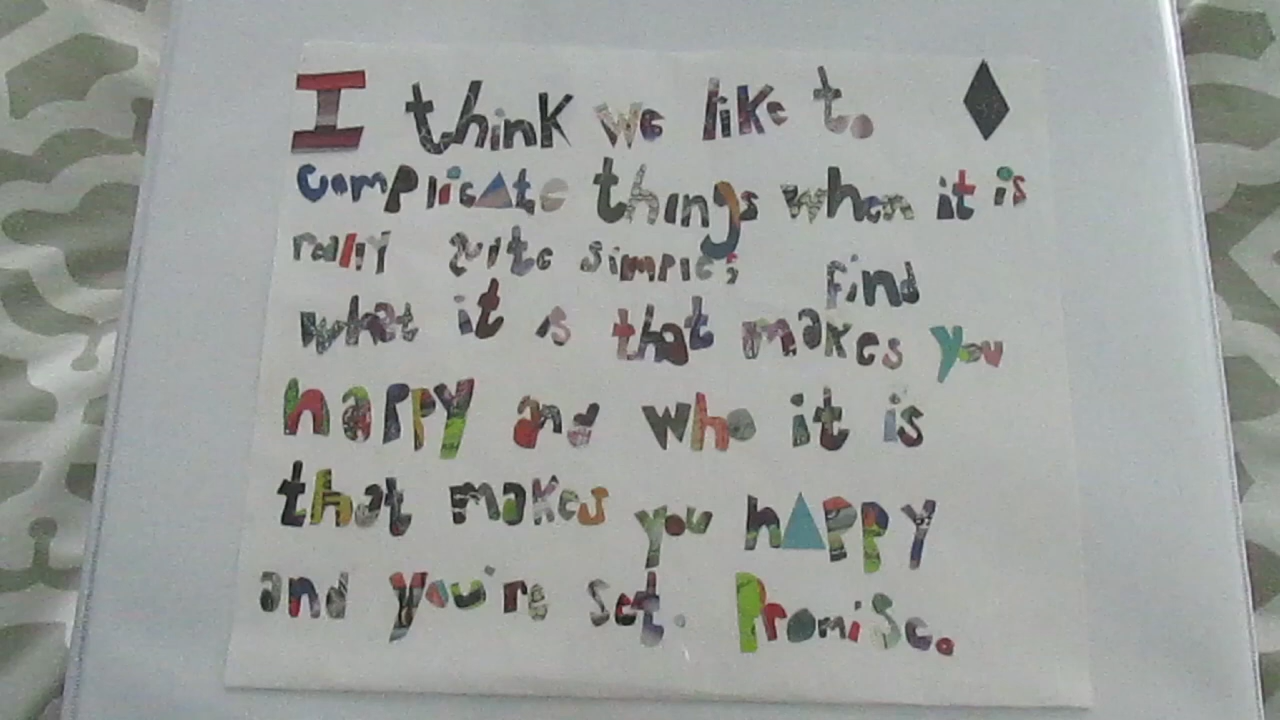 I think we like to
complicate things when it is
rally quite simple; find
what it is that makes you
happy and who it is
that makes you happy
and you're set. Promise.